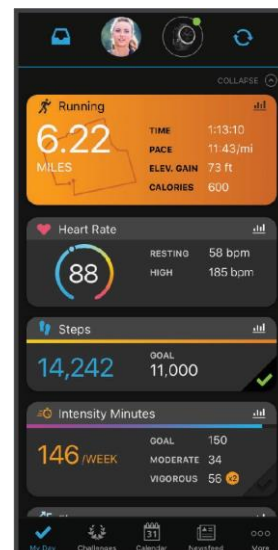 COLLAPSE
Running
6.22
MILES
TIME 1:13:10
PACE 11:43/mi
ELEV. GAIN 73 ft
CALORIES 600
Heart Rate
88
RESTING 58 bpm
HIGH 185 bpm
Steps
14,242
GOAL
11,000
Intensity Minutes
146 /WEEK
GOAL 150
MODERATE 34
VIGOROUS 56 x2
31
My Day Challenges Calendar Newsfeed More